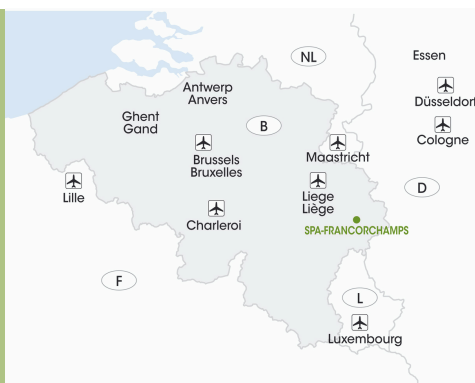 NL
Essen
Antwerp
Anvers
Düsseldorf
Ghent
Gand
B
Cologne
Brussels
Bruxelles
Maastricht
Lille
Liege
Liège
D
Charleroi
SPA-FRANCORCHAMPS
F
L
Luxembourg